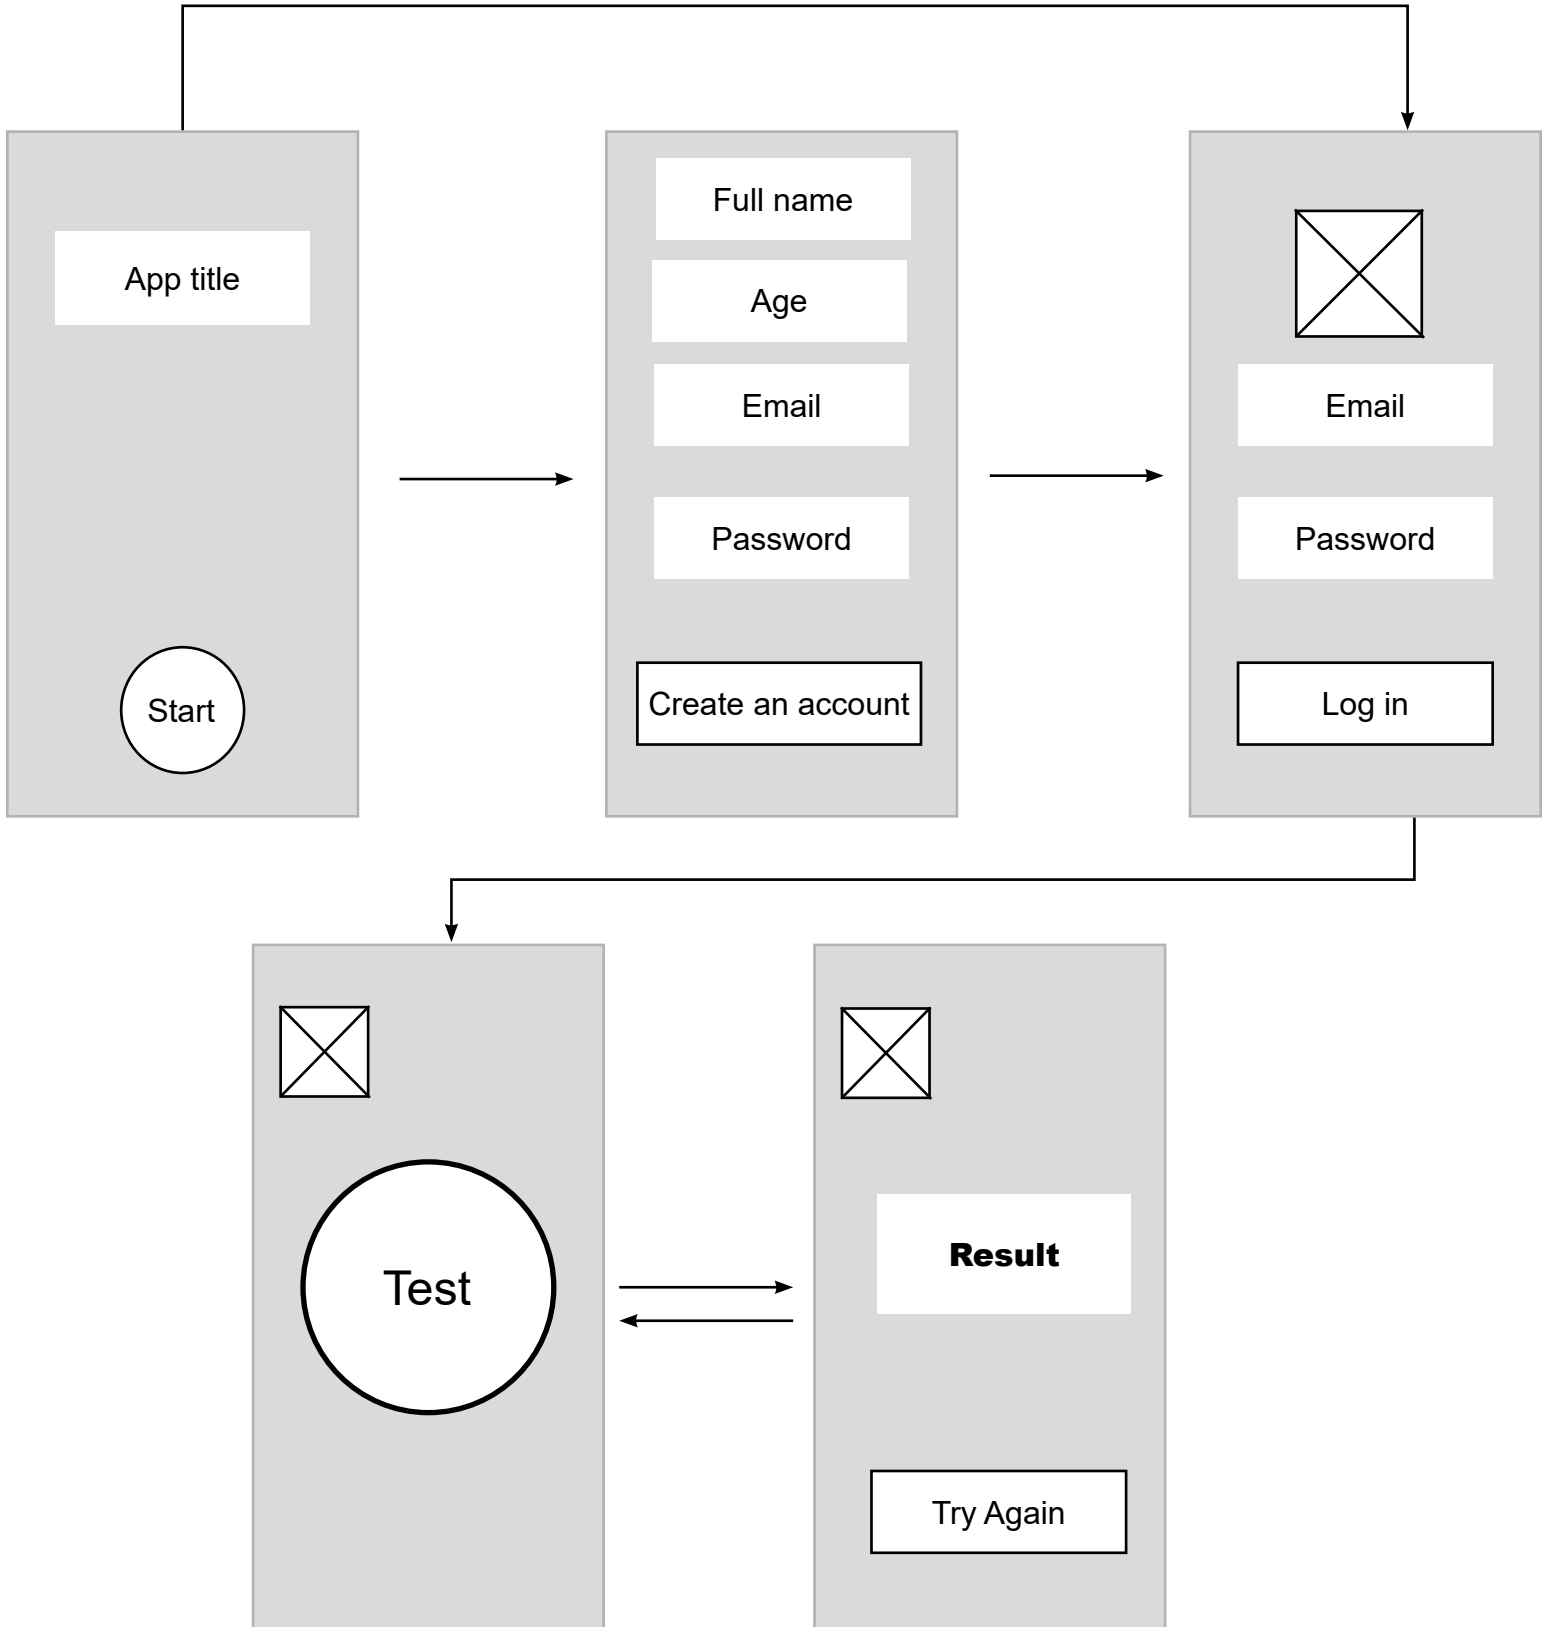 App title
Start
Full name
Age
Email
Password
Create an account
Email
Password
Log in
Test
Result
Try Again